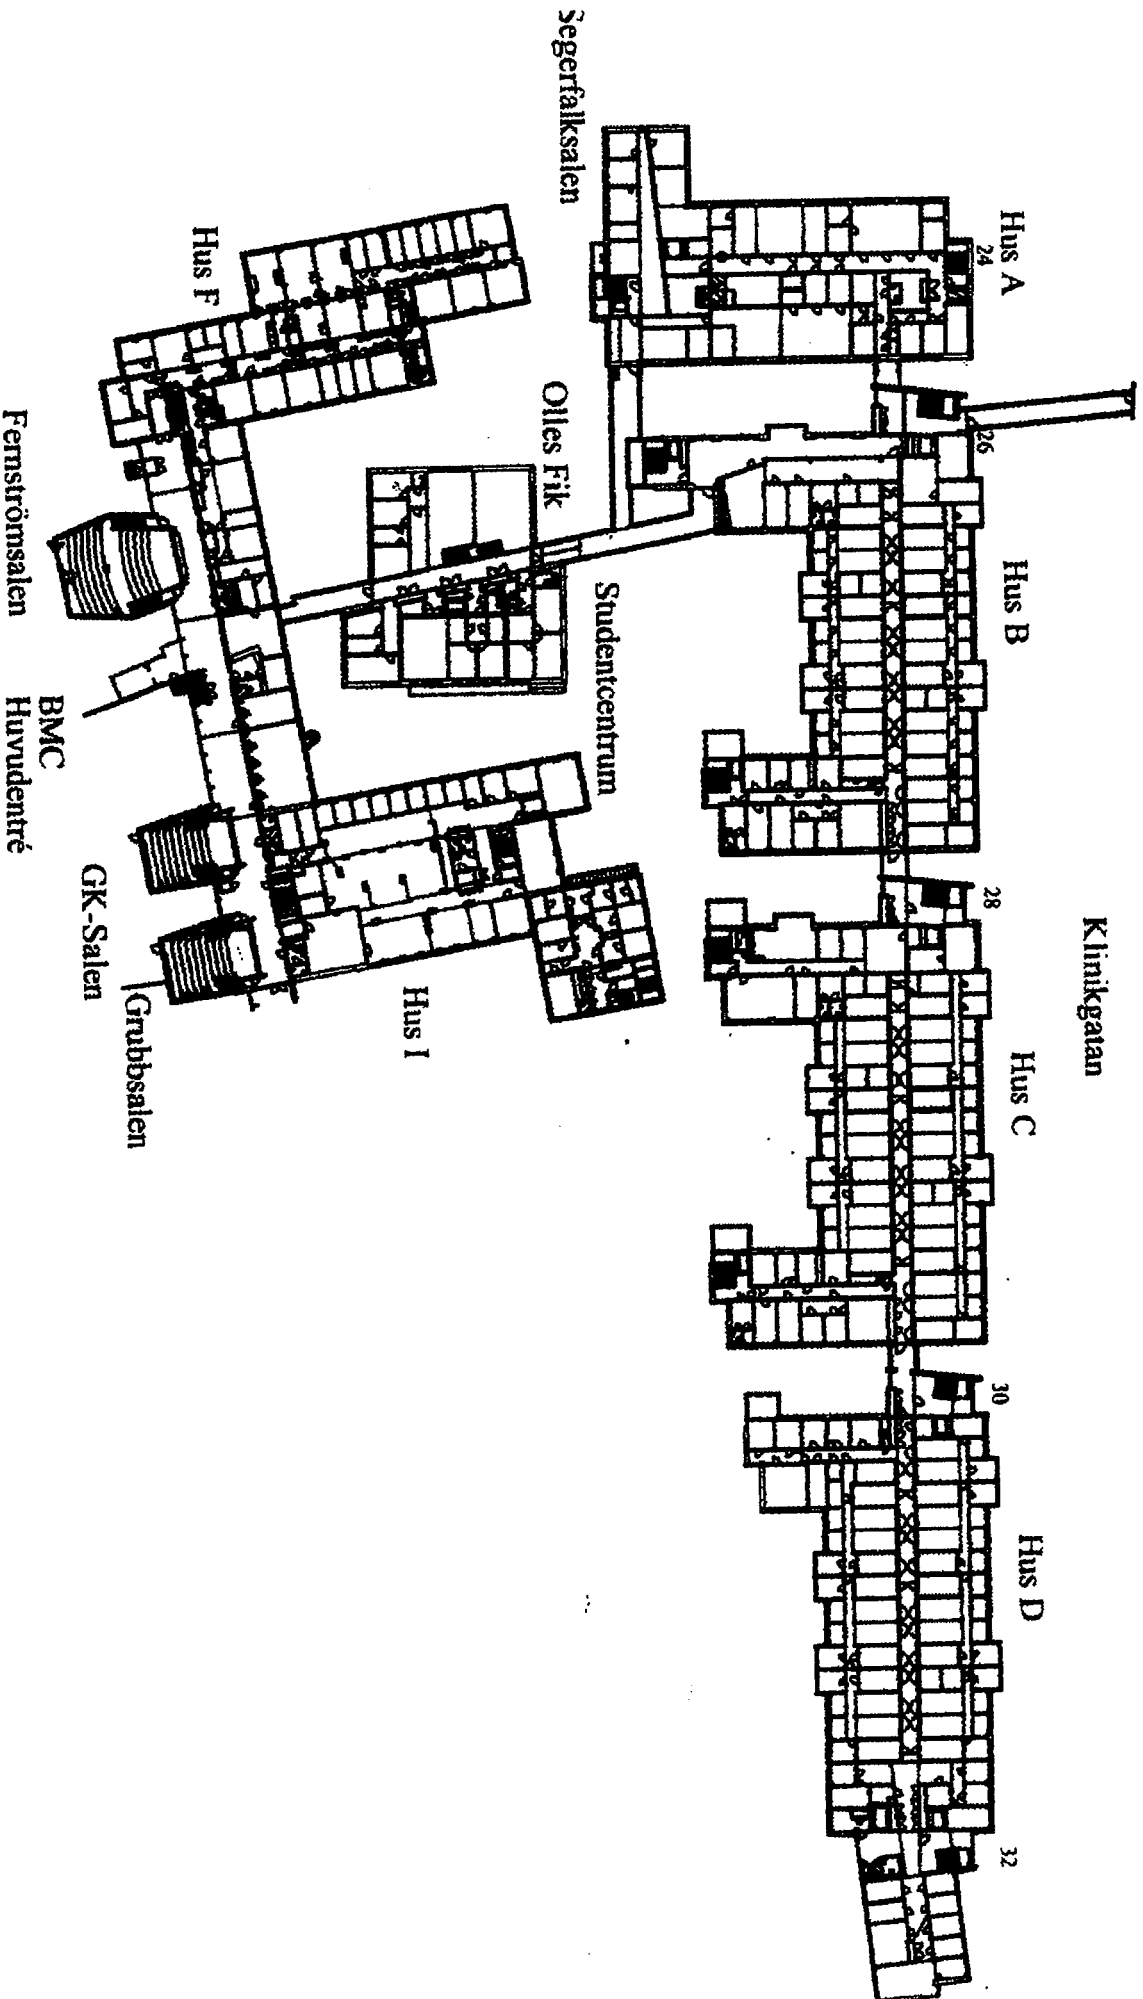 Klinikgatan
Hus A
24
26
Hus B
28
Hus C
30
Hus D
32
Segerfalksalen
Olles Fik
Studentcentrum
Hus F
Hus I
Fernströmsalen
BMC
Huvudentré
GK-Salen
Grubbsalen